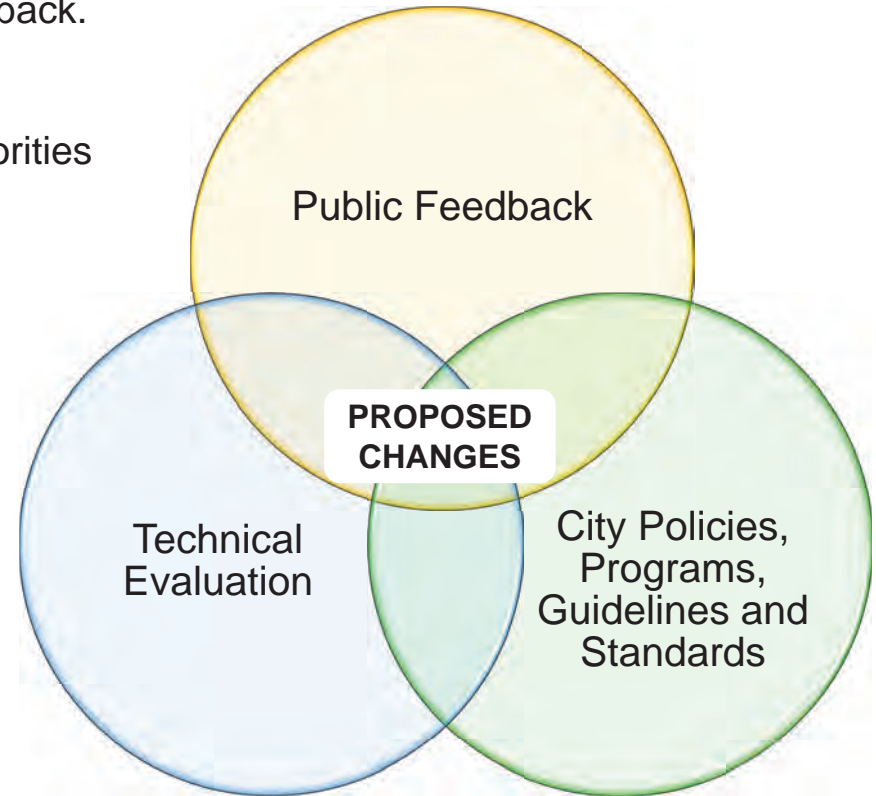 back.
orities
Public Feedback
PROPOSED
CHANGES
Technical
Evaluation
City Policies,
Programs,
Guidelines and
Standards